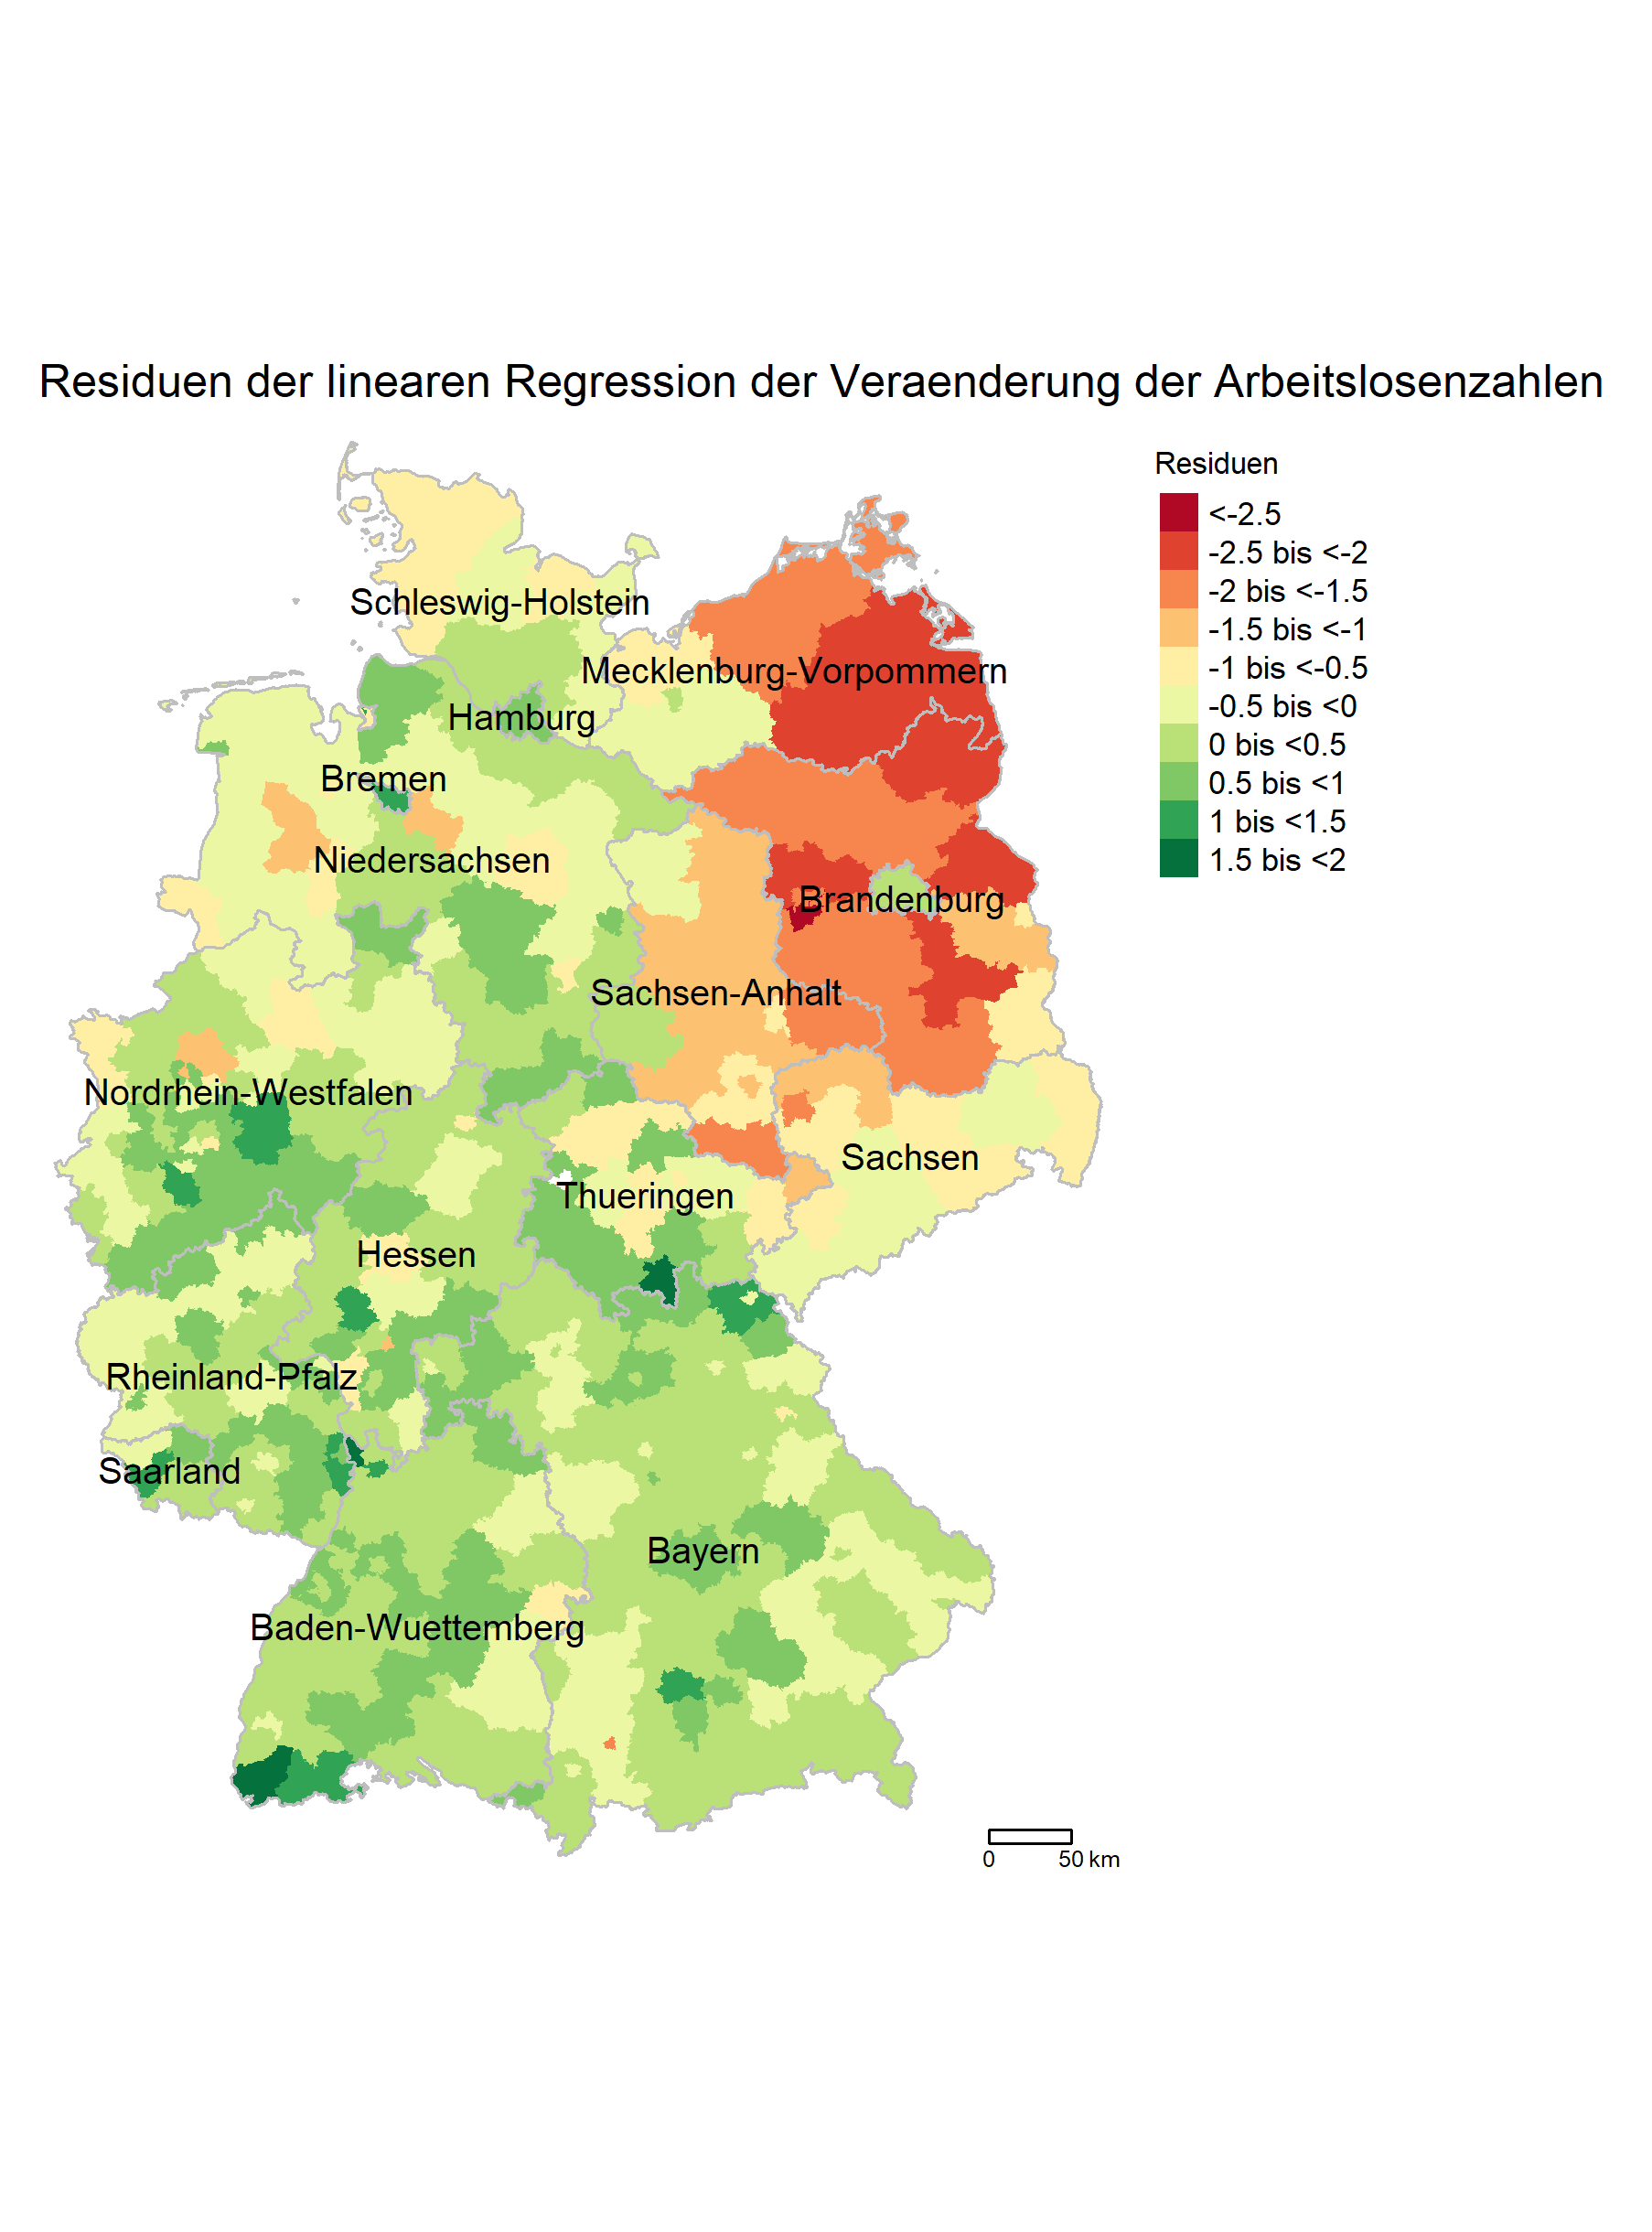 Residuen der linearen Regression der Veraenderung der Arbeitslosenzahlen
Residuen
<-2.5
-2.5 bis <-2
-2 bis <-1.5
-1.5 bis <-1
-1 bis <-0.5
-0.5 bis <0
0 bis <0.5
0.5 bis <1
1 bis <1.5
1.5 bis <2
Schleswig-Holstein
Mecklenburg-Vorpommern
Hamburg
Bremen
Niedersachsen
Brandenburg
Sachsen-Anhalt
Nordrhein-Westfalen
Sachsen
Thueringen
Hessen
Rheinland-Pfalz
Saarland
Bayern
Baden-Wuettemberg
0 50 km